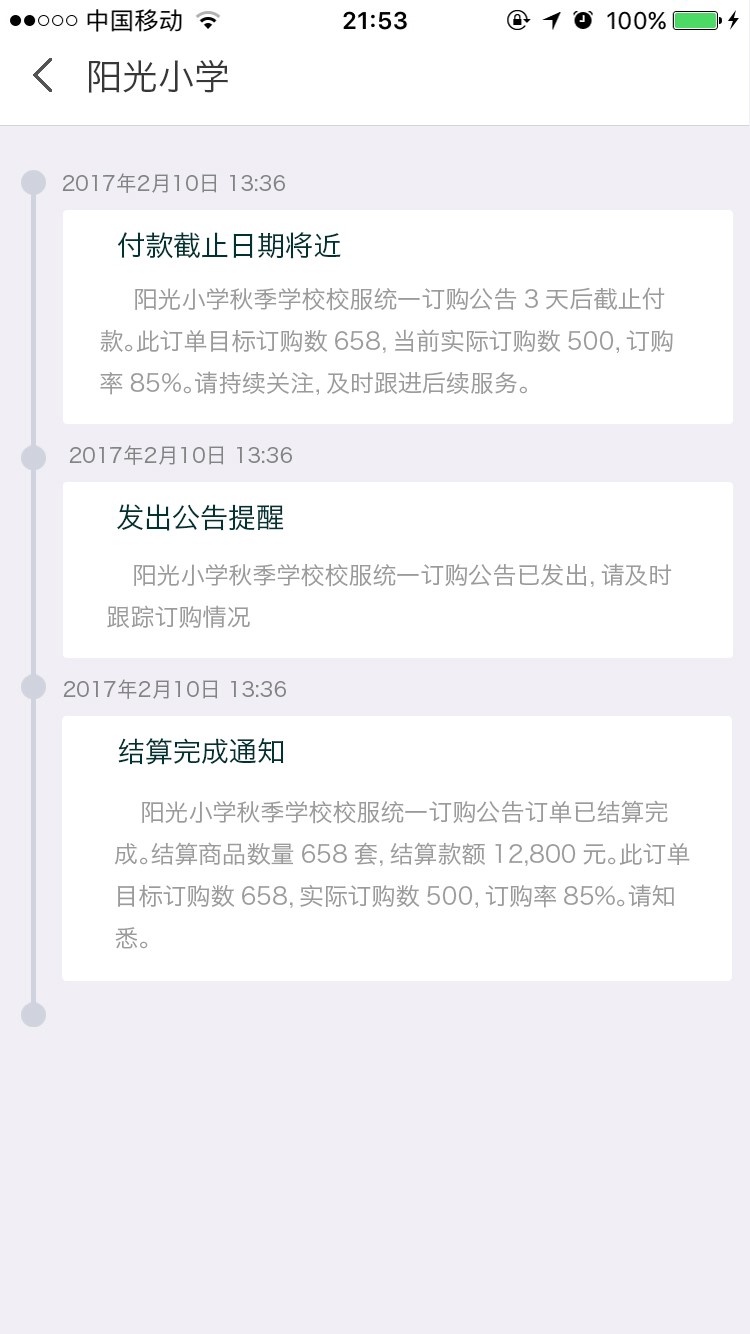 中国移动 21:53 100%
阳光小学
2017年2月10日 13:36
付款截止日期将近
阳光小学秋季学校校服统一订购公告 3 天后截止付
款。此订单目标订购数 658, 当前实际订购数 500, 订购
率 85%。请持续关注, 及时跟进后续服务。
2017年2月10日 13:36
发出公告提醒
阳光小学秋季学校校服统一订购公告已发出, 请及时
跟踪订购情况
2017年2月10日 13:36
结算完成通知
阳光小学秋季学校校服统一订购公告订单已结算完
成。结算商品数量 658 套, 结算款额 12,800 元。此订单
目标订购数 658, 实际订购数 500, 订购率 85%。请知
悉。